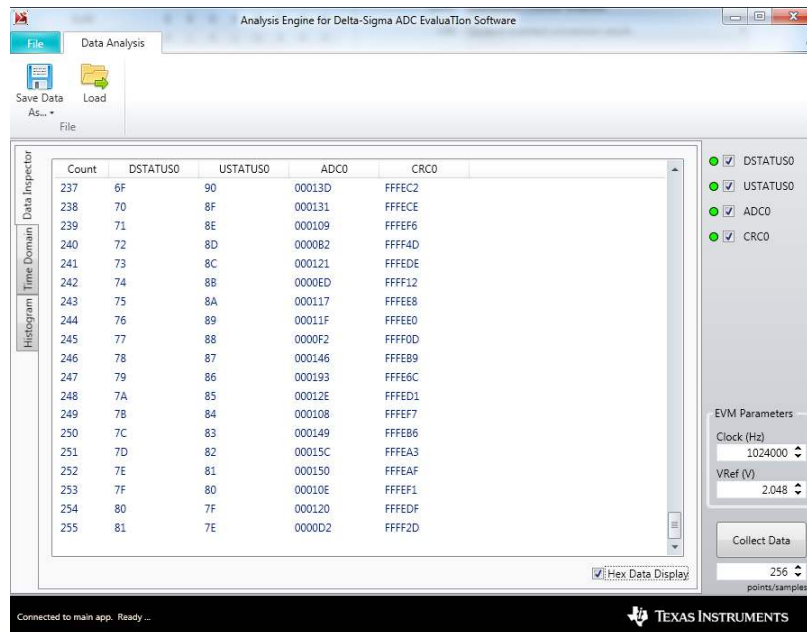 Analysis Engine for Delta-Sigma ADC EvaluaTIon Software
File Data Analysis
Save Data As... Load
File
Data Inspector
Time Domain
Histogram
Count DSTATUS0 USTATUS0 ADC0 CRC0
237 6F 90 00013D FFFEC2
238 70 8F 000131 FFFECE
239 71 8E 000109 FFFEF6
240 72 8D 0000B2 FFFF4D
241 73 8C 000121 FFFEDE
242 74 8B 0000ED FFFF12
243 75 8A 000117 FFFEE8
244 76 89 00011F FFFEE0
245 77 88 0000F2 FFFF0D
246 78 87 000146 FFFEB9
247 79 86 000193 FFFE6C
248 7A 85 00012E FFFED1
249 7B 84 000108 FFFEF7
250 7C 83 000149 FFFEB6
251 7D 82 00015C FFFEA3
252 7E 81 000150 FFFEAF
253 7F 80 00010E FFFEF1
254 80 7F 000120 FFFEDF
255 81 7E 0000D2 FFFF2D
Hex Data Display
DSTATUS0
USTATUS0
ADC0
CRC0
EVM Parameters
Clock (Hz)
1024000
VRef (V)
2.048
Collect Data
256
points/samples
Connected to main app. Ready ...
TEXAS INSTRUMENTS